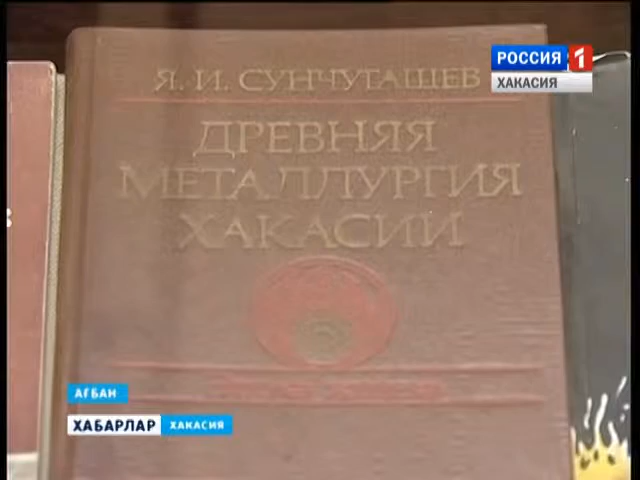 РОССИЯ 1
ХАКАСИЯ
Я. И. СУНЧУГАШЕВ
ДРЕВНЯЯ
МЕТАЛЛУРГИЯ
ХАКАСИИ
АҒБАН
ХАБАРЛАР ХАКАСИЯ